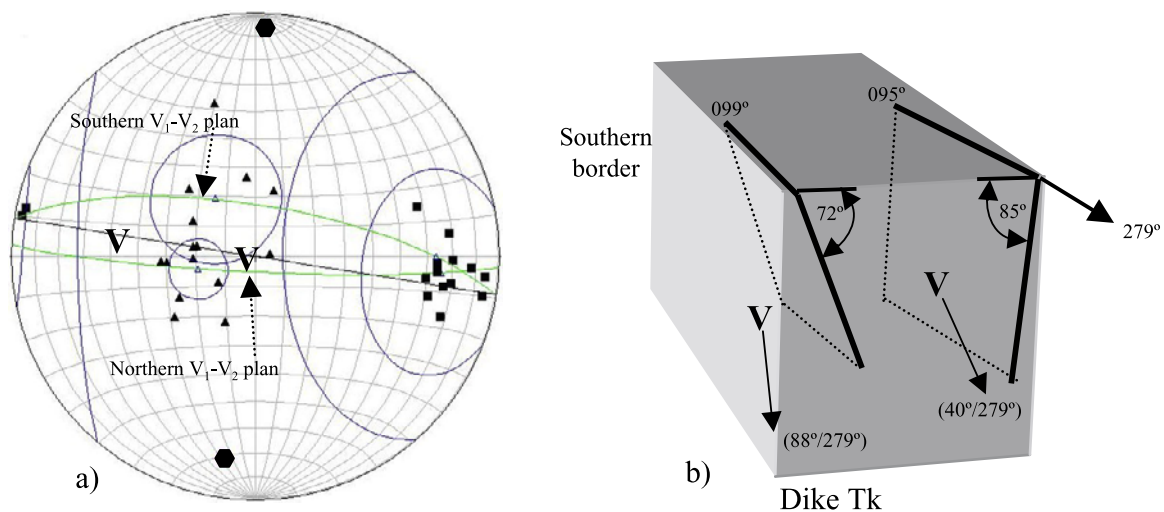 Southern V₁-V₂ plan
V
V
Northern V₁-V₂ plan
a)
099º
095º
Southern
border
72º
85º
279º
V
V
(40º/279º)
(88º/279º)
b)
Dike Tk